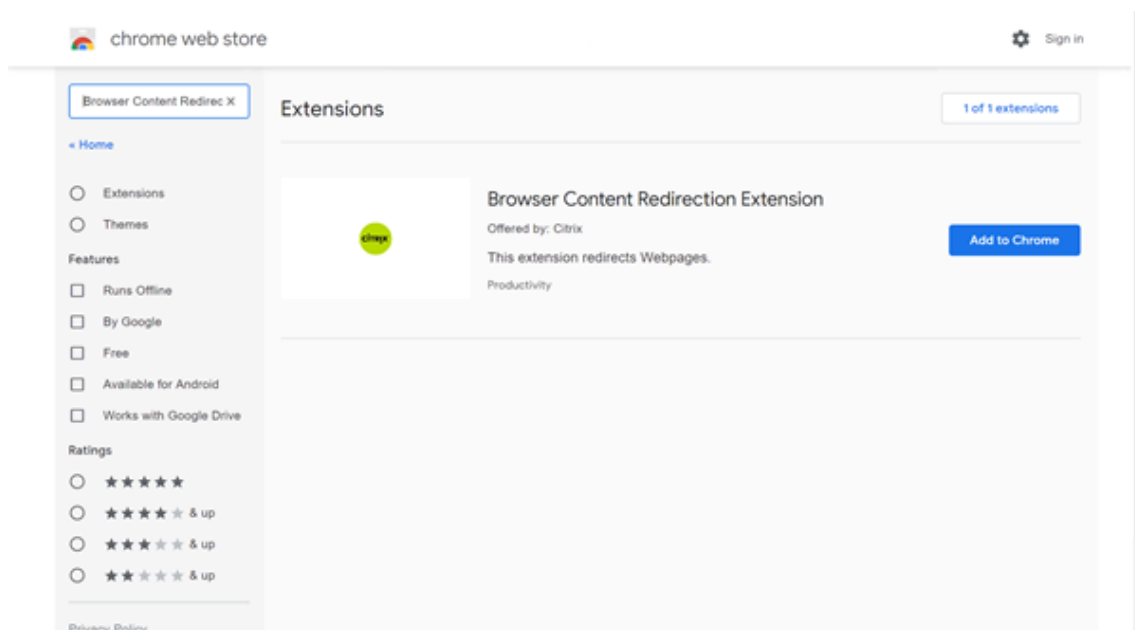 chrome web store
Sign in
Browser Content Redirec X
Extensions
1 of 1 extensions
« Home
Extensions
Themes
Features
Runs Offline
By Google
Free
Available for Android
Works with Google Drive
Ratings
& up
& up
& up
Privacy Policy
citrix
Browser Content Redirection Extension
Offered by: Citrix
This extension redirects Webpages.
Productivity
Add to Chrome